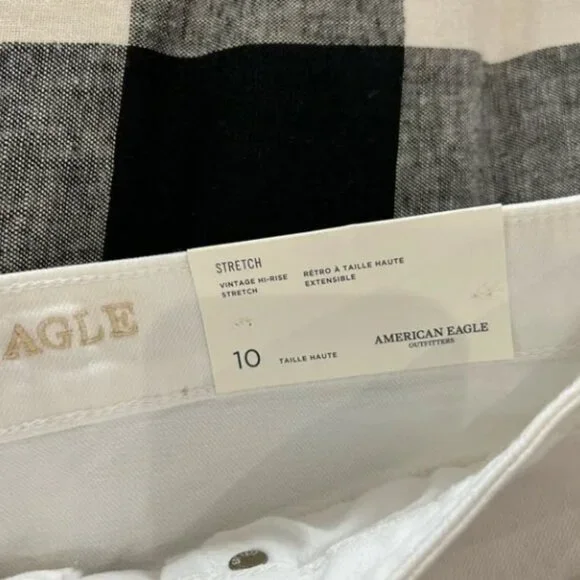 STRETCH
VINTAGE HI-RISE
STRETCH
RÉTRO À TAILLE HAUTE
EXTENSIBLE
10
TAILLE HAUTE
AMERICAN EAGLE
OUTFITTERS
AGLE